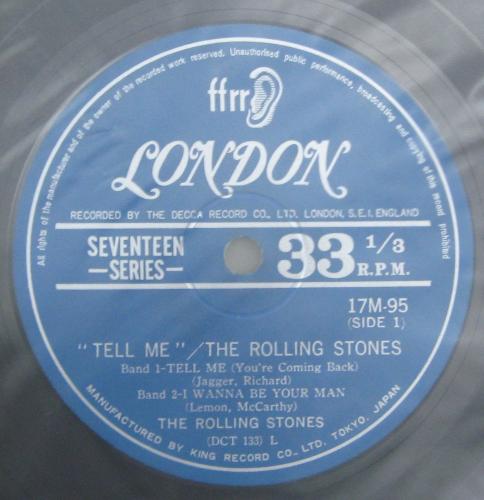 All rights of the manufacturer and of the owner of the recorded work reserved. Unauthorised public performance, broadcasting and copying of this record prohibited
ffrr
LONDON
RECORDED BY THE DECCA RECORD CO., LTD. LONDON, S.E.I. ENGLAND
SEVENTEEN
—SERIES—
33 1/3
R.P.M.
17M-95
(SIDE 1)
"TELL ME"/THE ROLLING STONES
Band 1-TELL ME (You're Coming Back)
(Jagger, Richard)
Band 2-I WANNA BE YOUR MAN
(Lemon, McCarthy)
THE ROLLING STONES
(DCT 133) L
MANUFACTURED BY KING RECORD CO., LTD. TOKYO, JAPAN